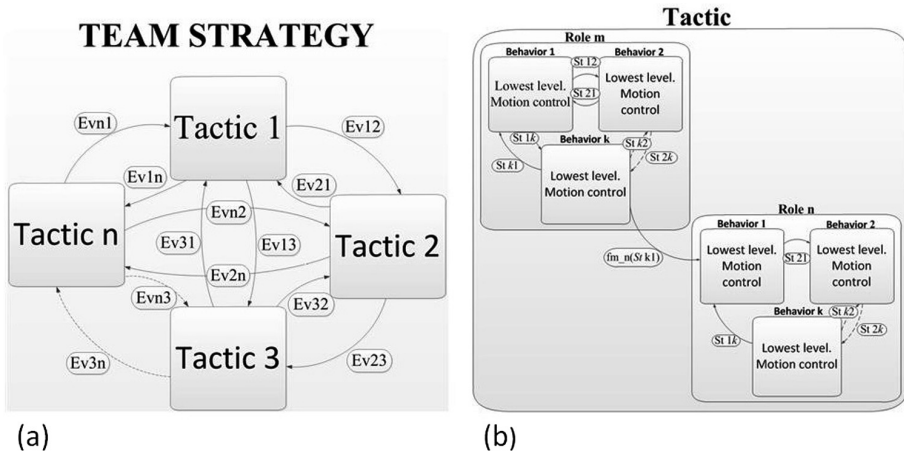 TEAM STRATEGY
Evn1
Tactic 1
Ev12
Ev1n
Ev21
Tactic n
Evn2
Tactic 2
Ev31
Ev13
Ev2n
Evn3
Ev32
Ev3n
Tactic 3
Ev23
(a)
Tactic
Role m
Behavior 1
St 12
Behavior 2
Lowest level.
Motion control
St 21
Lowest level.
Motion
control
St 1k
Behavior k
St k2
St k1
St 2k
Lowest level.
Motion control
fm_n(St k1)
Role n
Behavior 1
Behavior 2
Lowest level.
Motion
control
St 21
Lowest level.
Motion
control
Behavior k
St k2
St 1k
St 2k
Lowest level.
Motion control
(b)